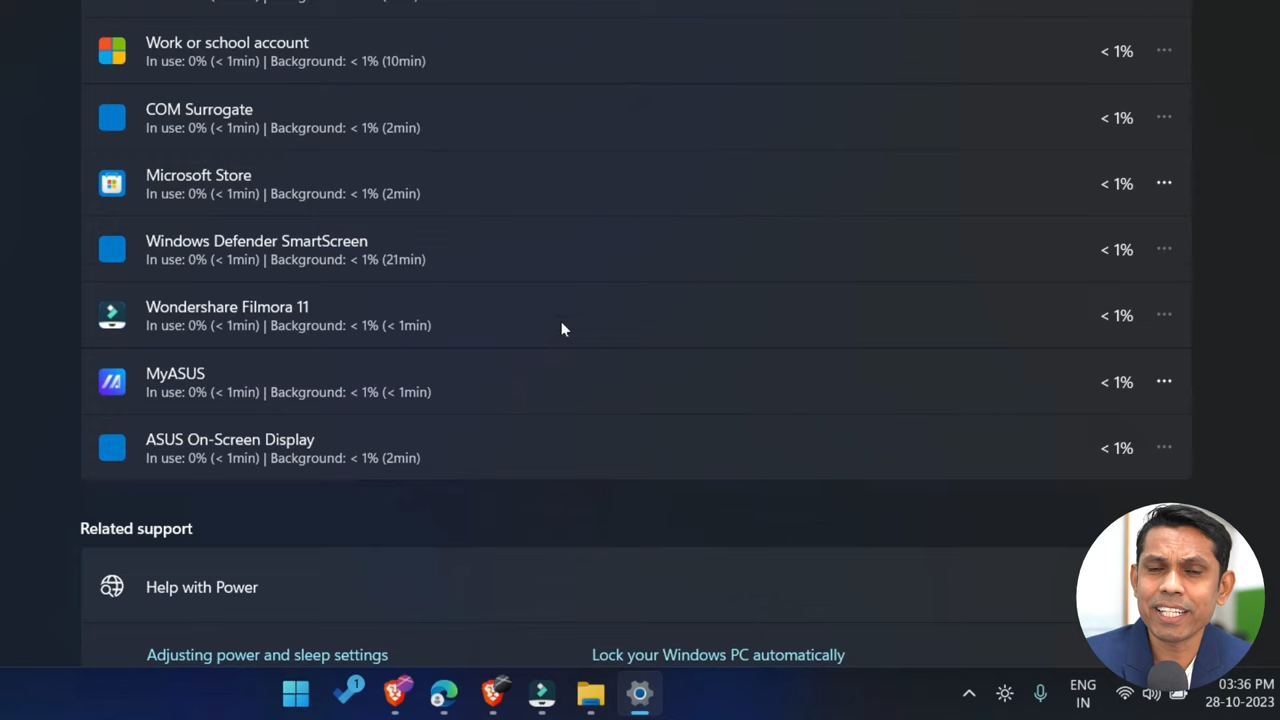 Work or school account
In use: 0% (< 1min) | Background: < 1% (10min)
< 1%
COM Surrogate
In use: 0% (< 1min) | Background: < 1% (2min)
< 1%
Microsoft Store
In use: 0% (< 1min) | Background: < 1% (2min)
< 1%
Windows Defender SmartScreen
In use: 0% (< 1min) | Background: < 1% (21min)
< 1%
Wondershare Filmora 11
In use: 0% (< 1min) | Background: < 1% (< 1min)
< 1%
MyASUS
In use: 0% (< 1min) | Background: < 1% (< 1min)
< 1%
ASUS On-Screen Display
In use: 0% (< 1min) | Background: < 1% (2min)
< 1%
Related support
Help with Power
Adjusting power and sleep settings
Lock your Windows PC automatically
1
ENG
IN
03:36 PM
28-10-2023